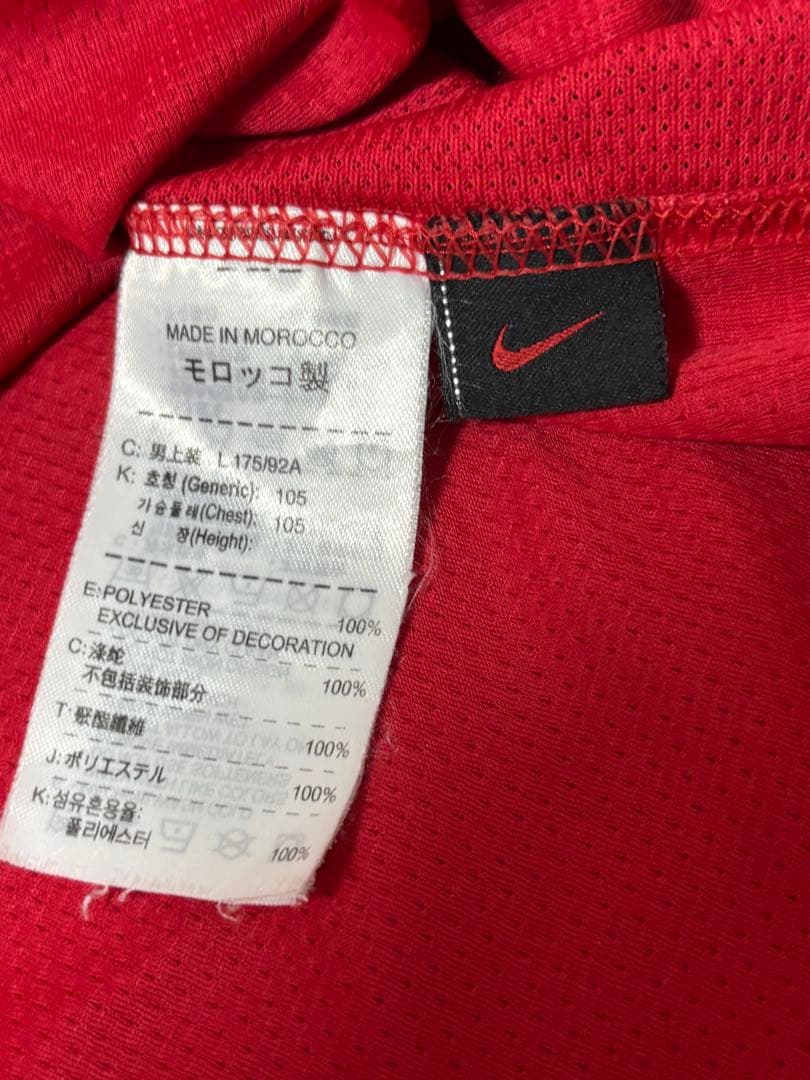 MADE IN MOROCCO
モロッコ製
C: 男上装 L 175/92A
K: 호칭 (Generic): 105
가슴둘레(Chest): 105
신 장(Height):
E: POLYESTER 100%
EXCLUSIVE OF DECORATION
C: 涤纶 100%
不包括装饰部分
T: 聚酯纖維 100%
J: ポリエステル 100%
K: 섬유혼용율:
폴리에스터 100%